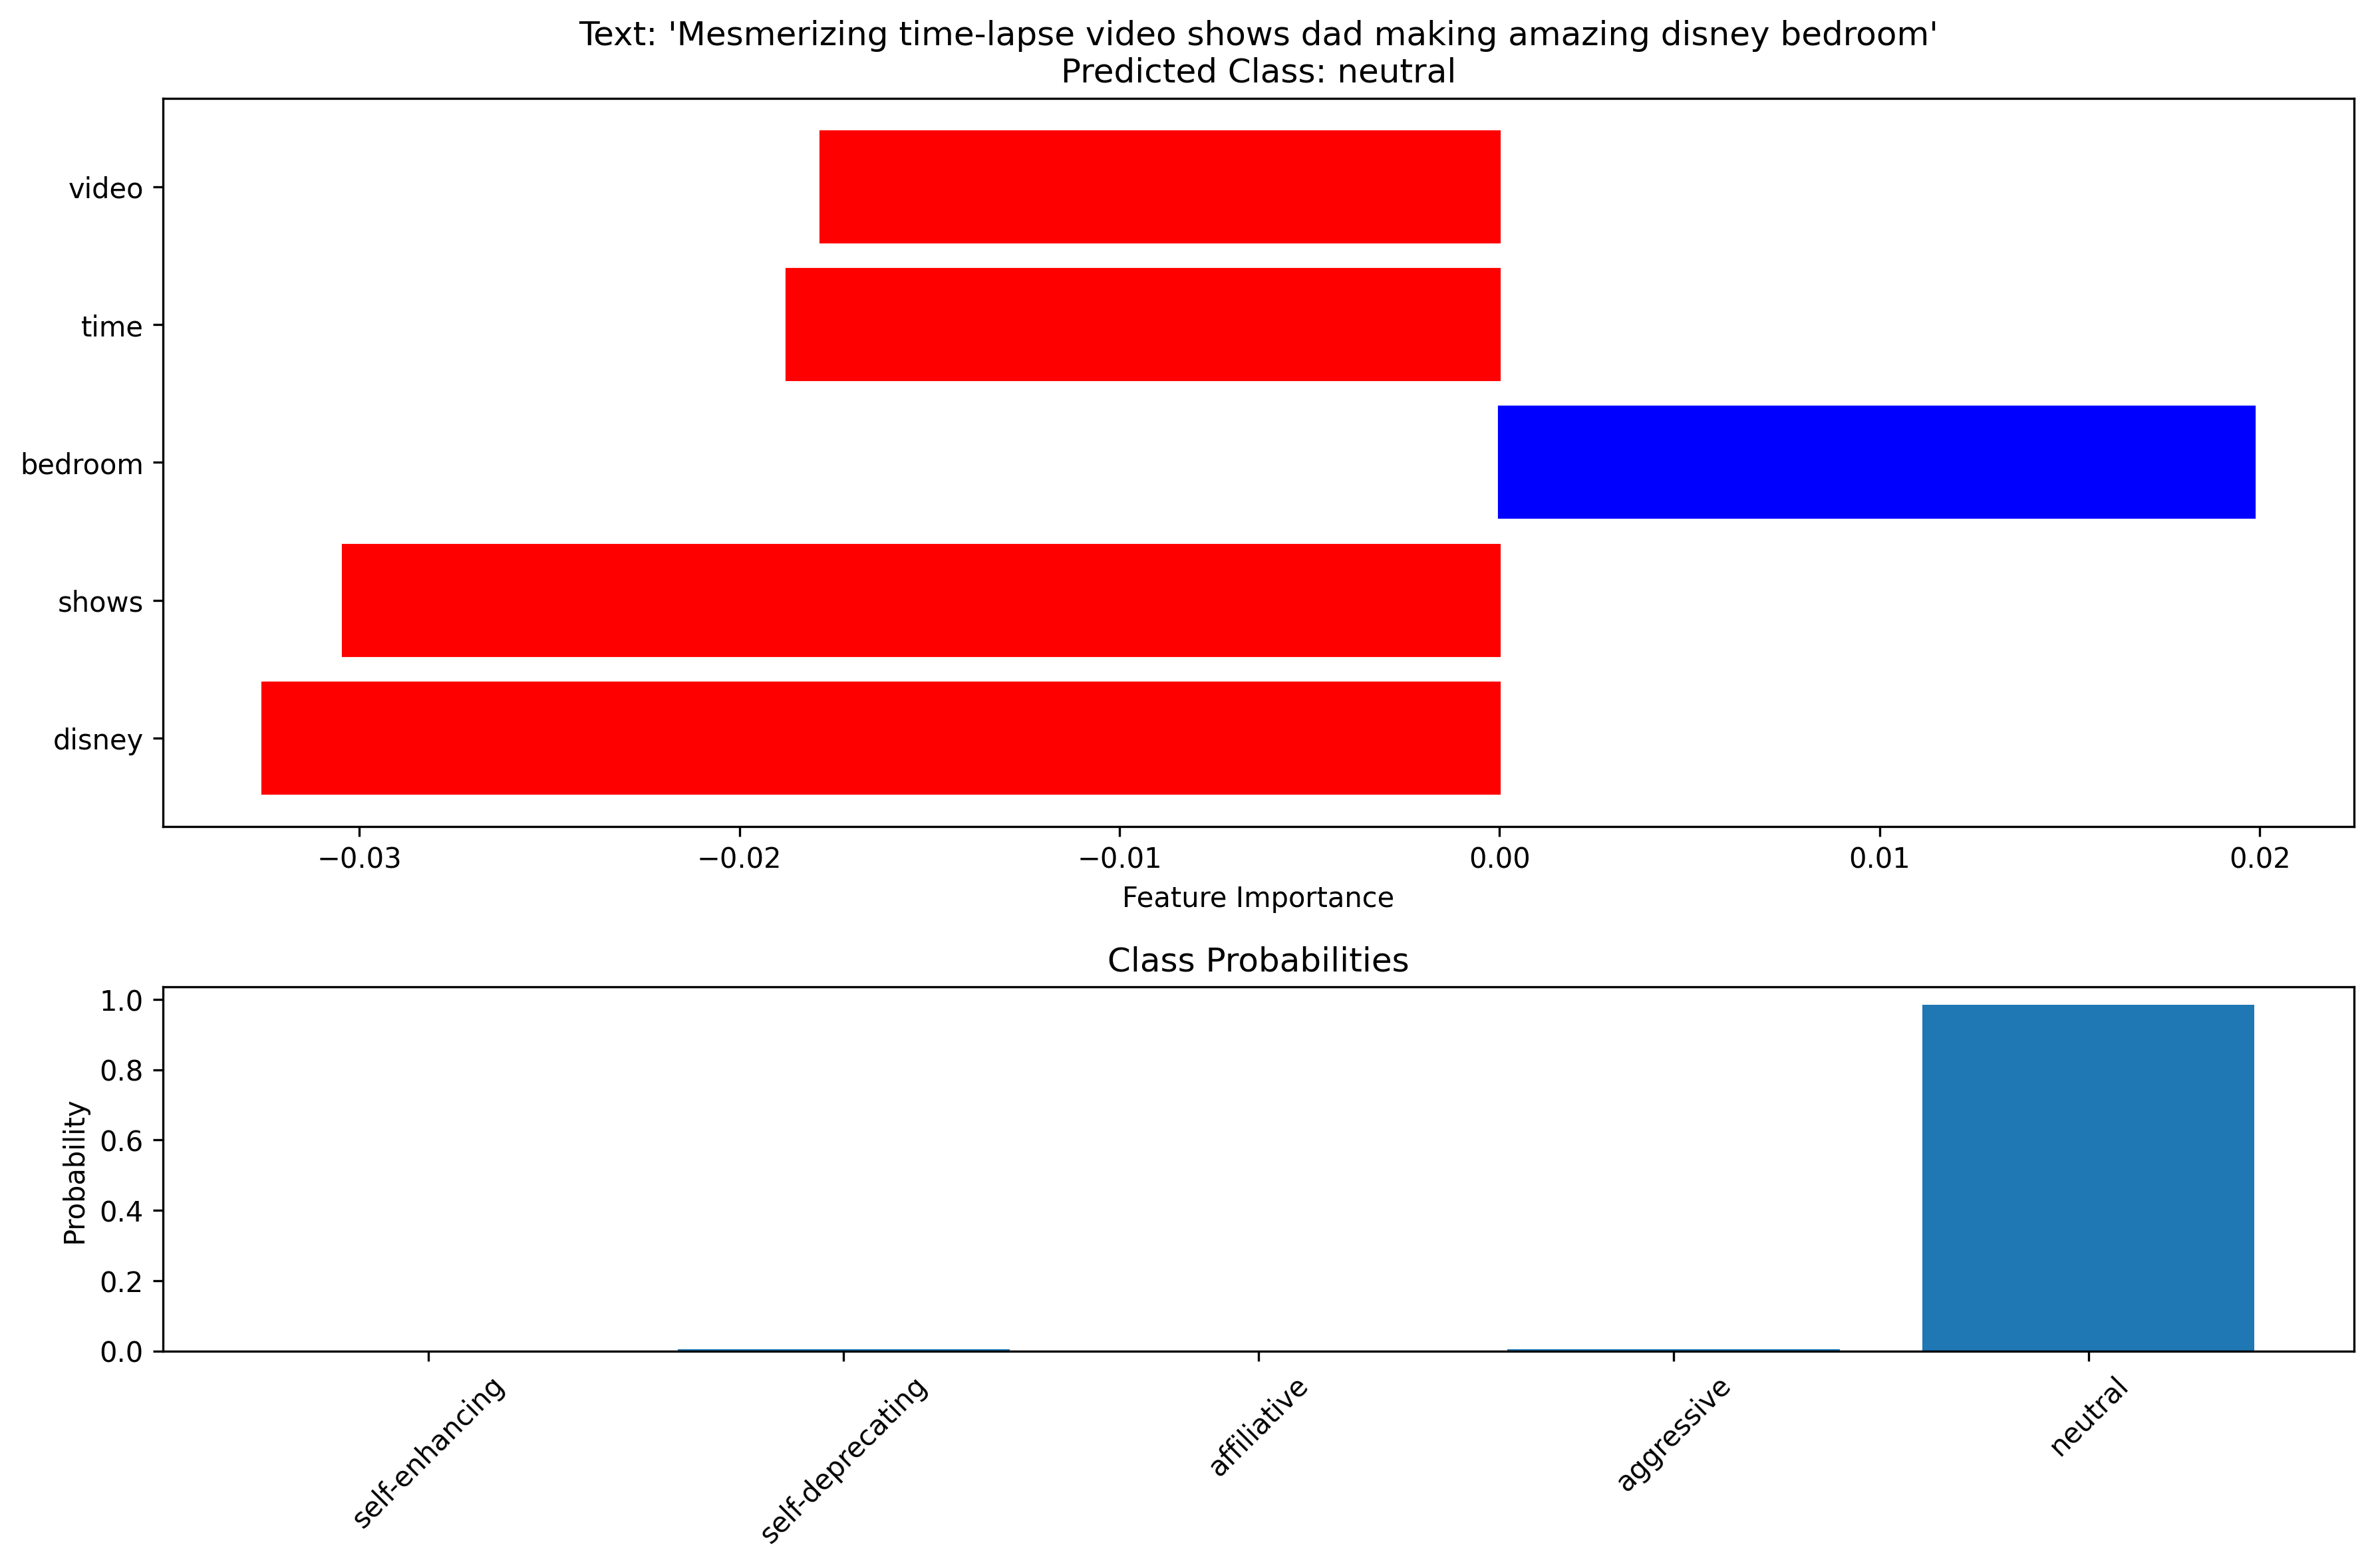 Text: 'Mesmerizing time-lapse video shows dad making amazing disney bedroom'
Predicted Class: neutral
video
time
bedroom
shows
disney
−0.03 −0.02 −0.01 0.00 0.01 0.02
Feature Importance
Class Probabilities
1.0
0.8
0.6
0.4
0.2
0.0
Probability
self-enhancing
self-deprecating
affiliative
aggressive
neutral